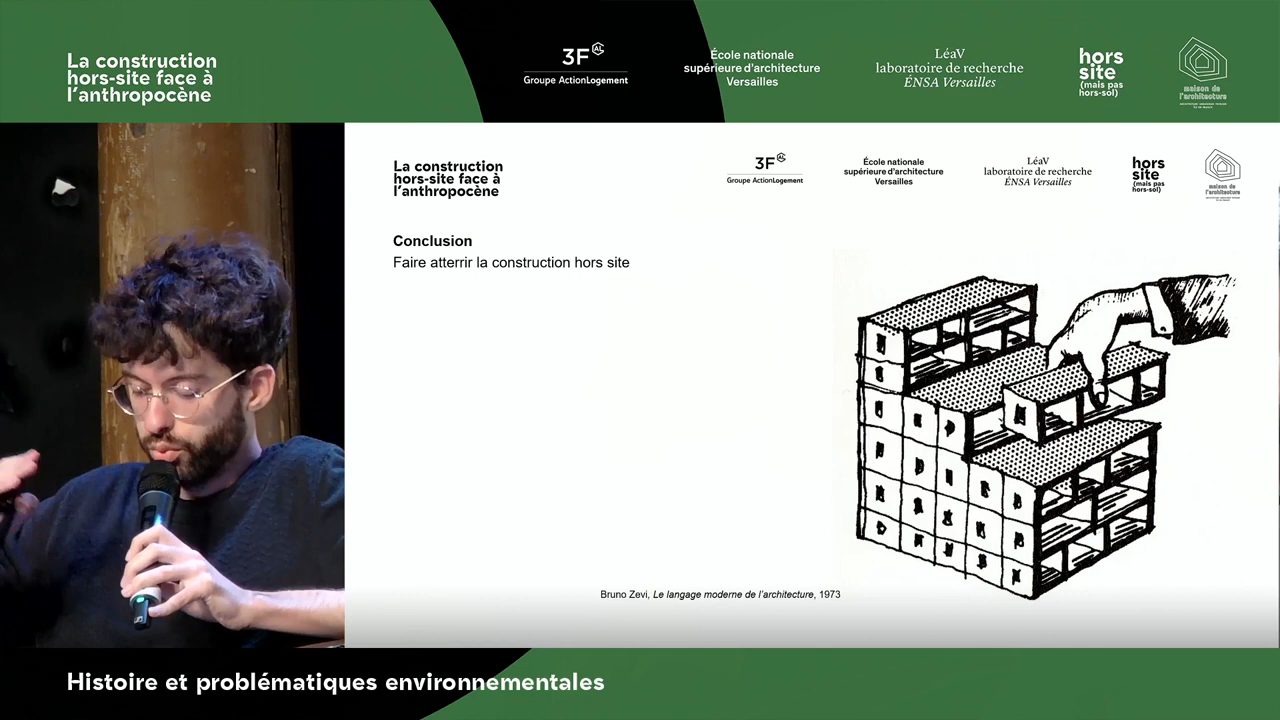 La construction
hors-site face à
l'anthropocène
3F AL
Groupe ActionLogement
École nationale
supérieure d'architecture
Versailles
LéaV
laboratoire de recherche
ÉNSA Versailles
hors
site
(mais pas
hors-sol)
maison de
l'architecture
La construction
hors-site face à
l'anthropocène
3F AL
Groupe ActionLogement
École nationale
supérieure d'architecture
Versailles
LéaV
laboratoire de recherche
ÉNSA Versailles
hors
site
(mais pas
hors-sol)
maison de
l'architecture
Conclusion
Faire atterrir la construction hors site
Bruno Zevi, Le langage moderne de l'architecture, 1973
Histoire et problématiques environnementales